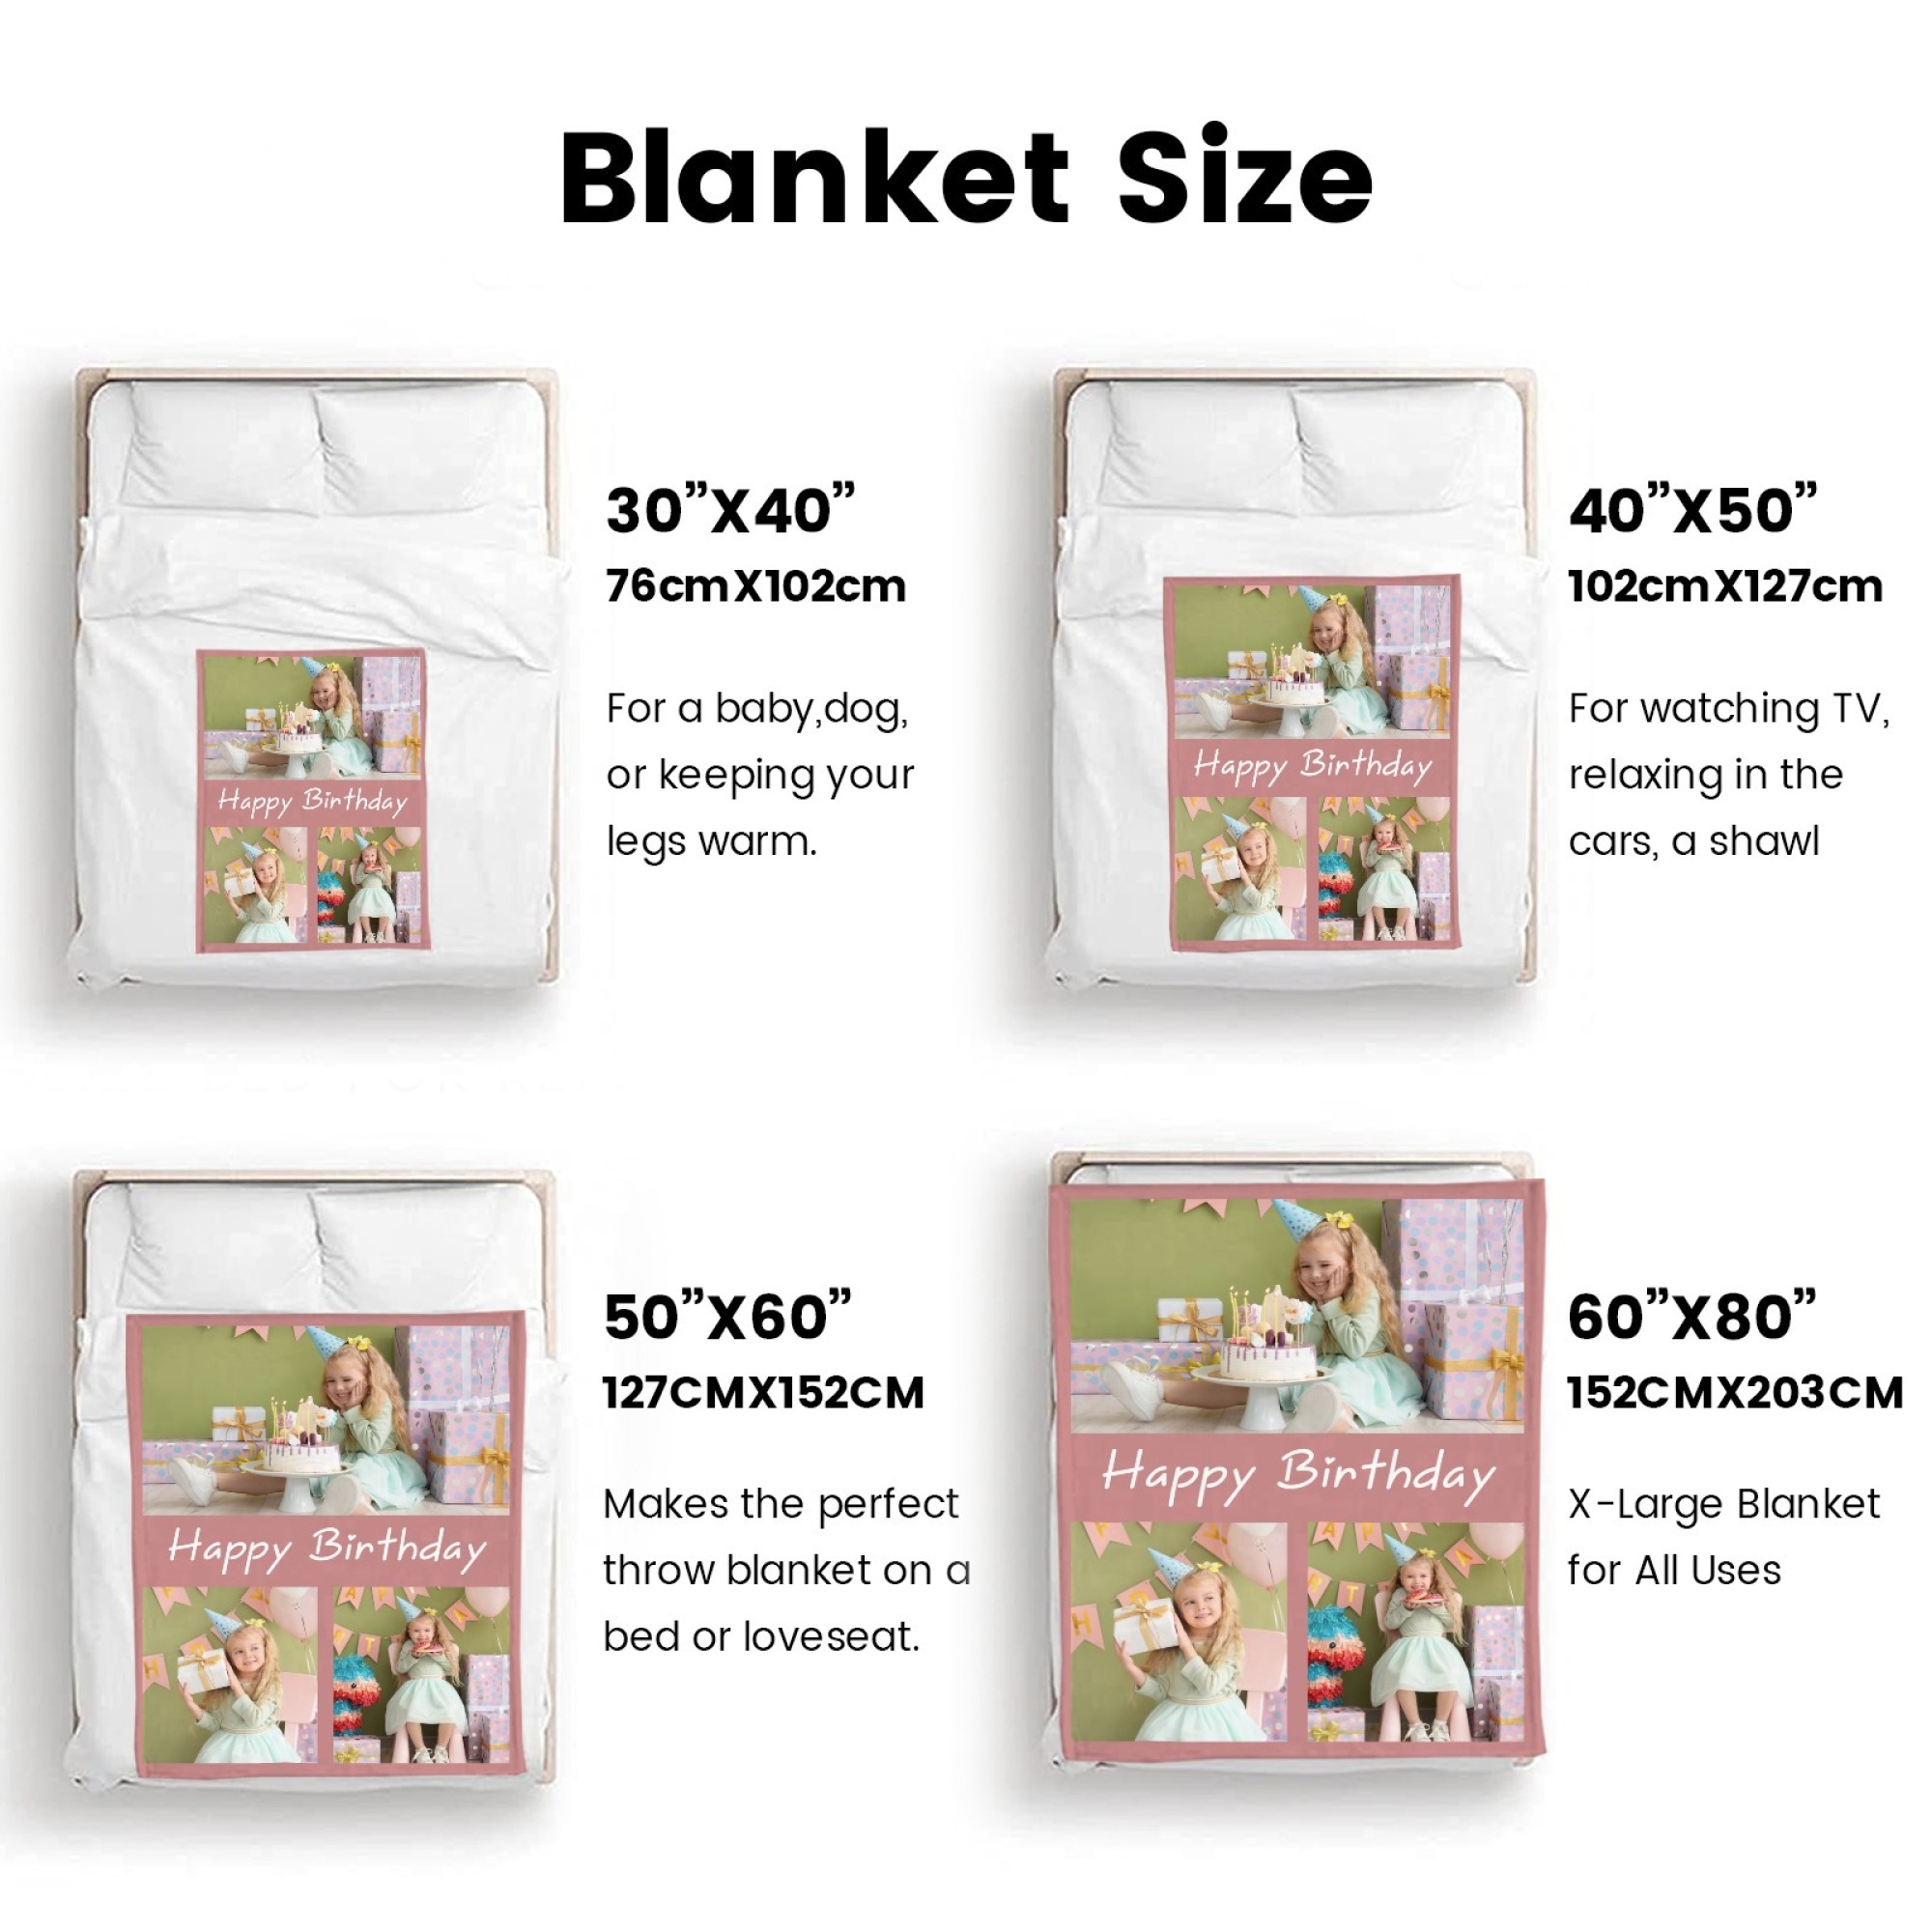 Blanket Size
30”X40”
76cmX102cm
For a baby,dog,
or keeping your
legs warm.
Happy Birthday
40”X50”
102cmX127cm
For watching TV,
relaxing in the
cars, a shawl
Happy Birthday
50”X60”
127CMX152CM
Makes the perfect
throw blanket on a
bed or loveseat.
Happy Birthday
60”X80”
152CMX203CM
X-Large Blanket
for All Uses
Happy Birthday